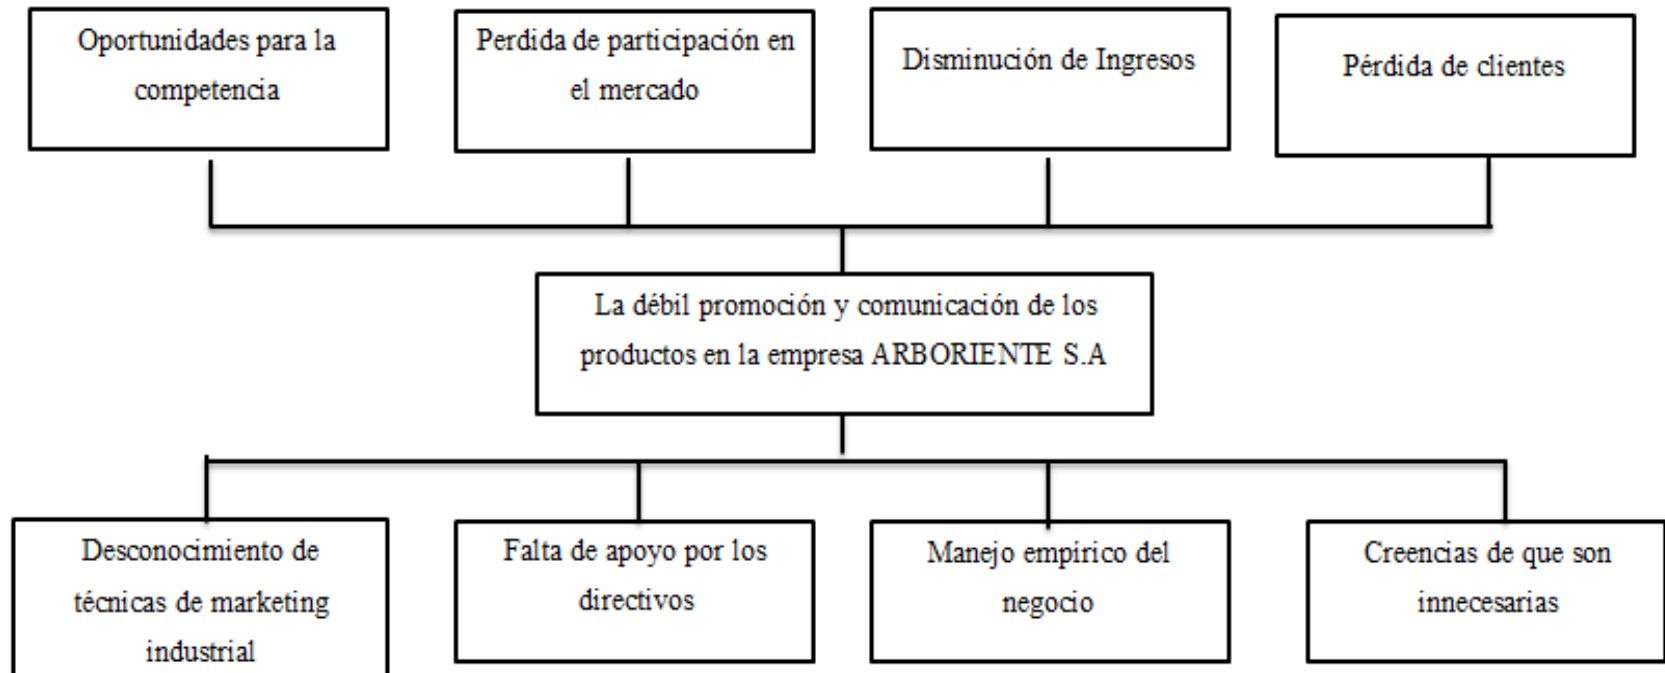 Oportunidades para la
competencia
Perdida de participación en
el mercado
Disminución de Ingresos
Pérdida de clientes
La débil promoción y comunicación de los
productos en la empresa ARBORIENTE S.A
Desconocimiento de
técnicas de marketing
industrial
Falta de apoyo por los
directivos
Manejo empírico del
negocio
Creencias de que son
innecesarias